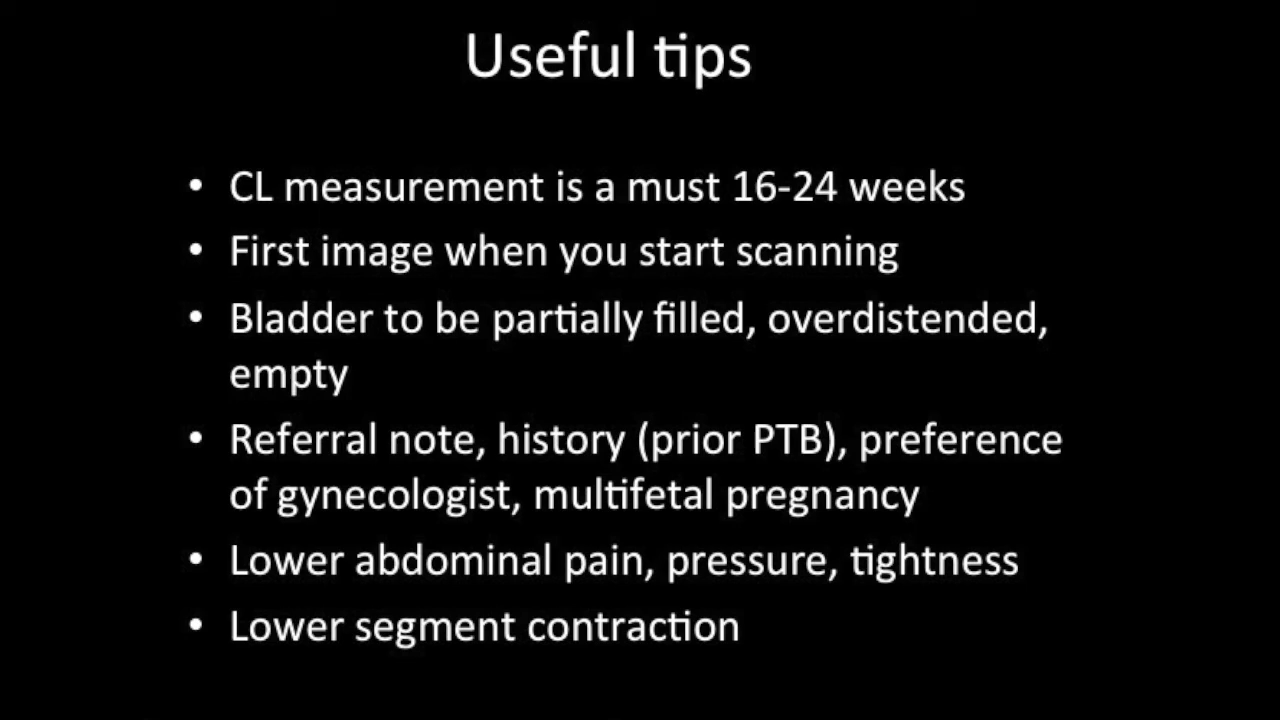 Useful tips
• CL measurement is a must 16-24 weeks
• First image when you start scanning
• Bladder to be partially filled, overdistended,
empty
• Referral note, history (prior PTB), preference
of gynecologist, multifetal pregnancy
• Lower abdominal pain, pressure, tightness
• Lower segment contraction